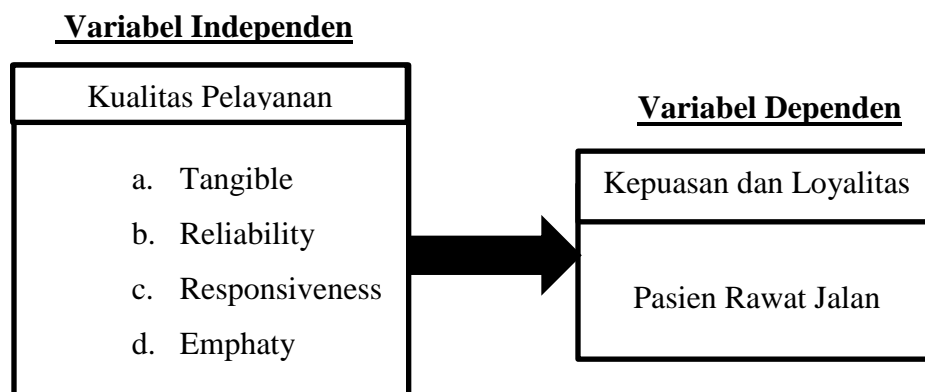 Variabel Independen
Kualitas Pelayanan
a. Tangible
b. Reliability
c. Responsiveness
d. Emphaty
Variabel Dependen
Kepuasan dan Loyalitas
Pasien Rawat Jalan